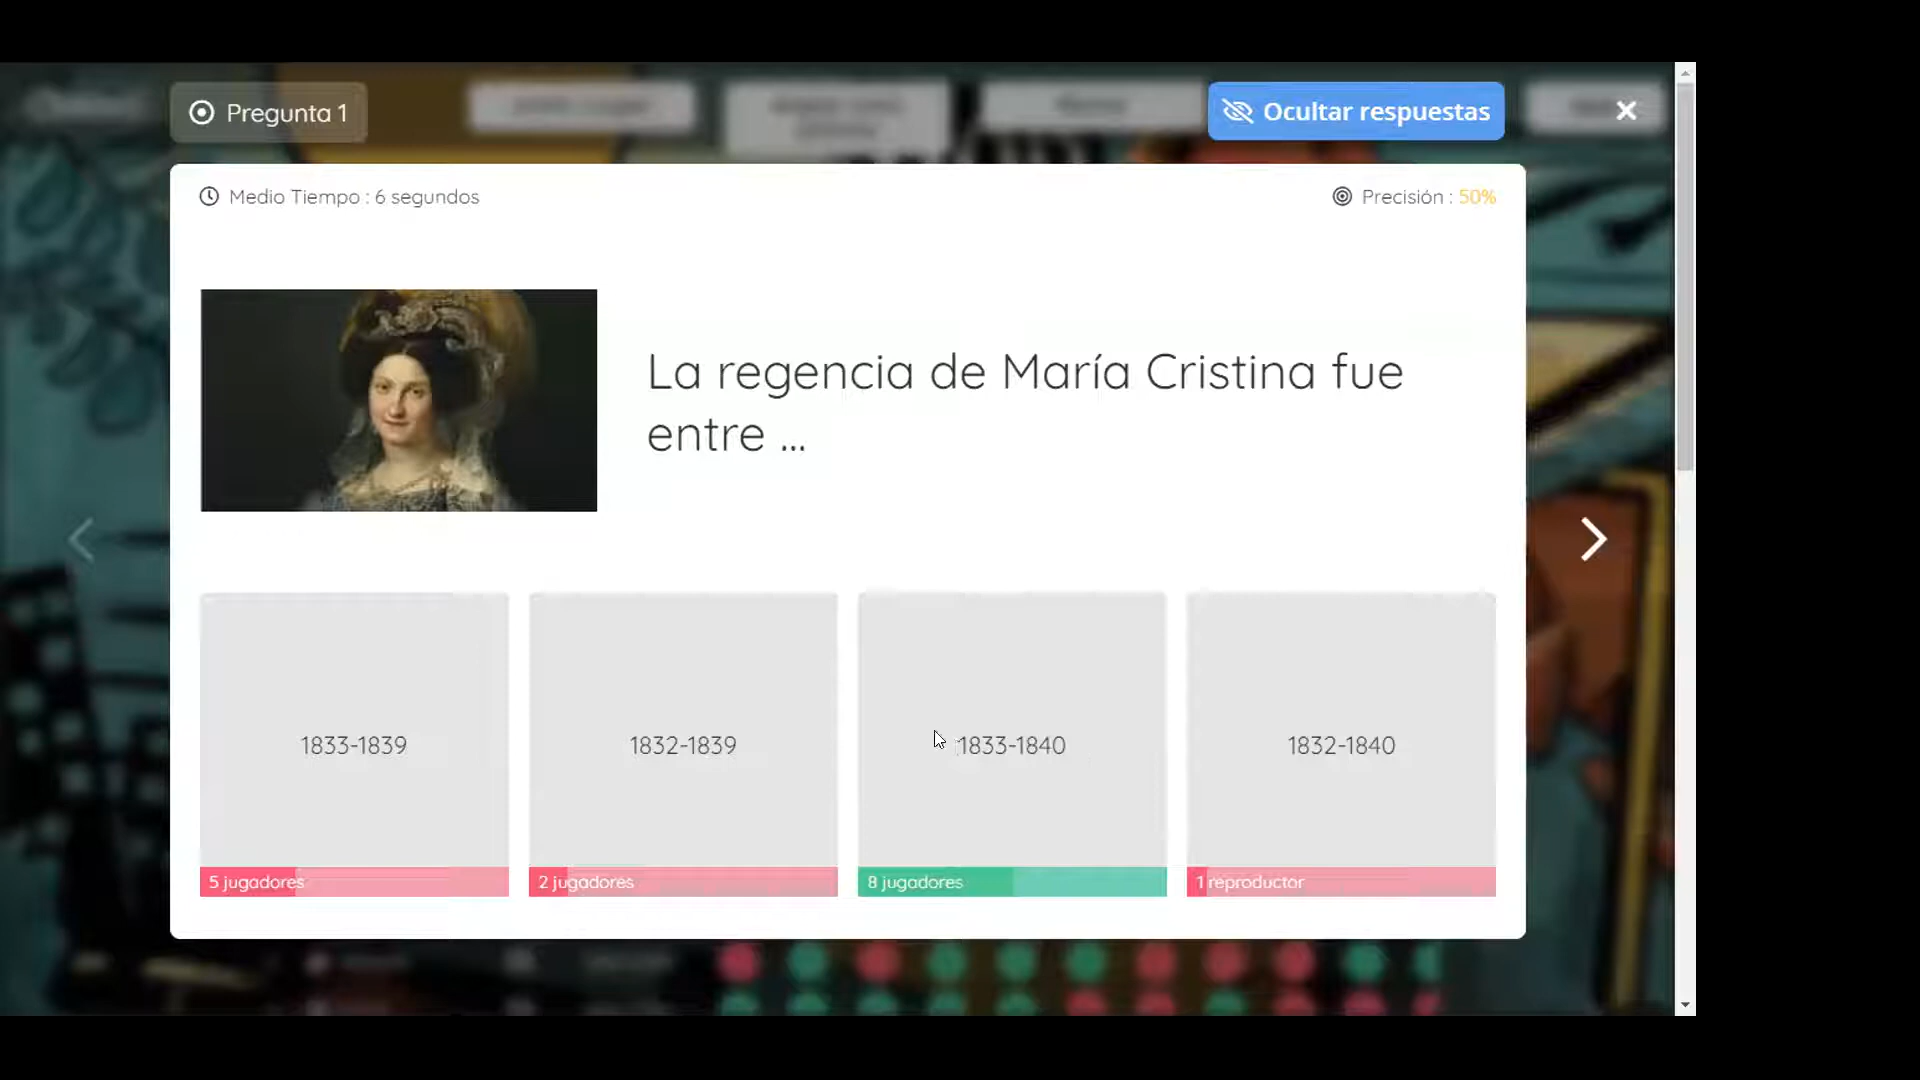 Pregunta 1
Ocultar respuestas
Medio Tiempo : 6 segundos
Precisión : 50%
La regencia de María Cristina fue
entre ...
1833-1839
1832-1839
1833-1840
1832-1840
5 jugadores
2 jugadores
8 jugadores
1 reproductor